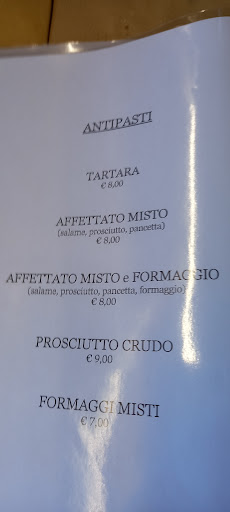 ANTIPASTI
TARTARA
€ 8,00
AFFETTATO MISTO
(salame, prosciutto, pancetta)
€ 8,00
AFFETTATO MISTO e FORMAGGIO
(salame, prosciutto, pancetta, formaggio)
€ 8,00
PROSCIUTTO CRUDO
€ 9,00
FORMAGGI MISTI
€ 7,00